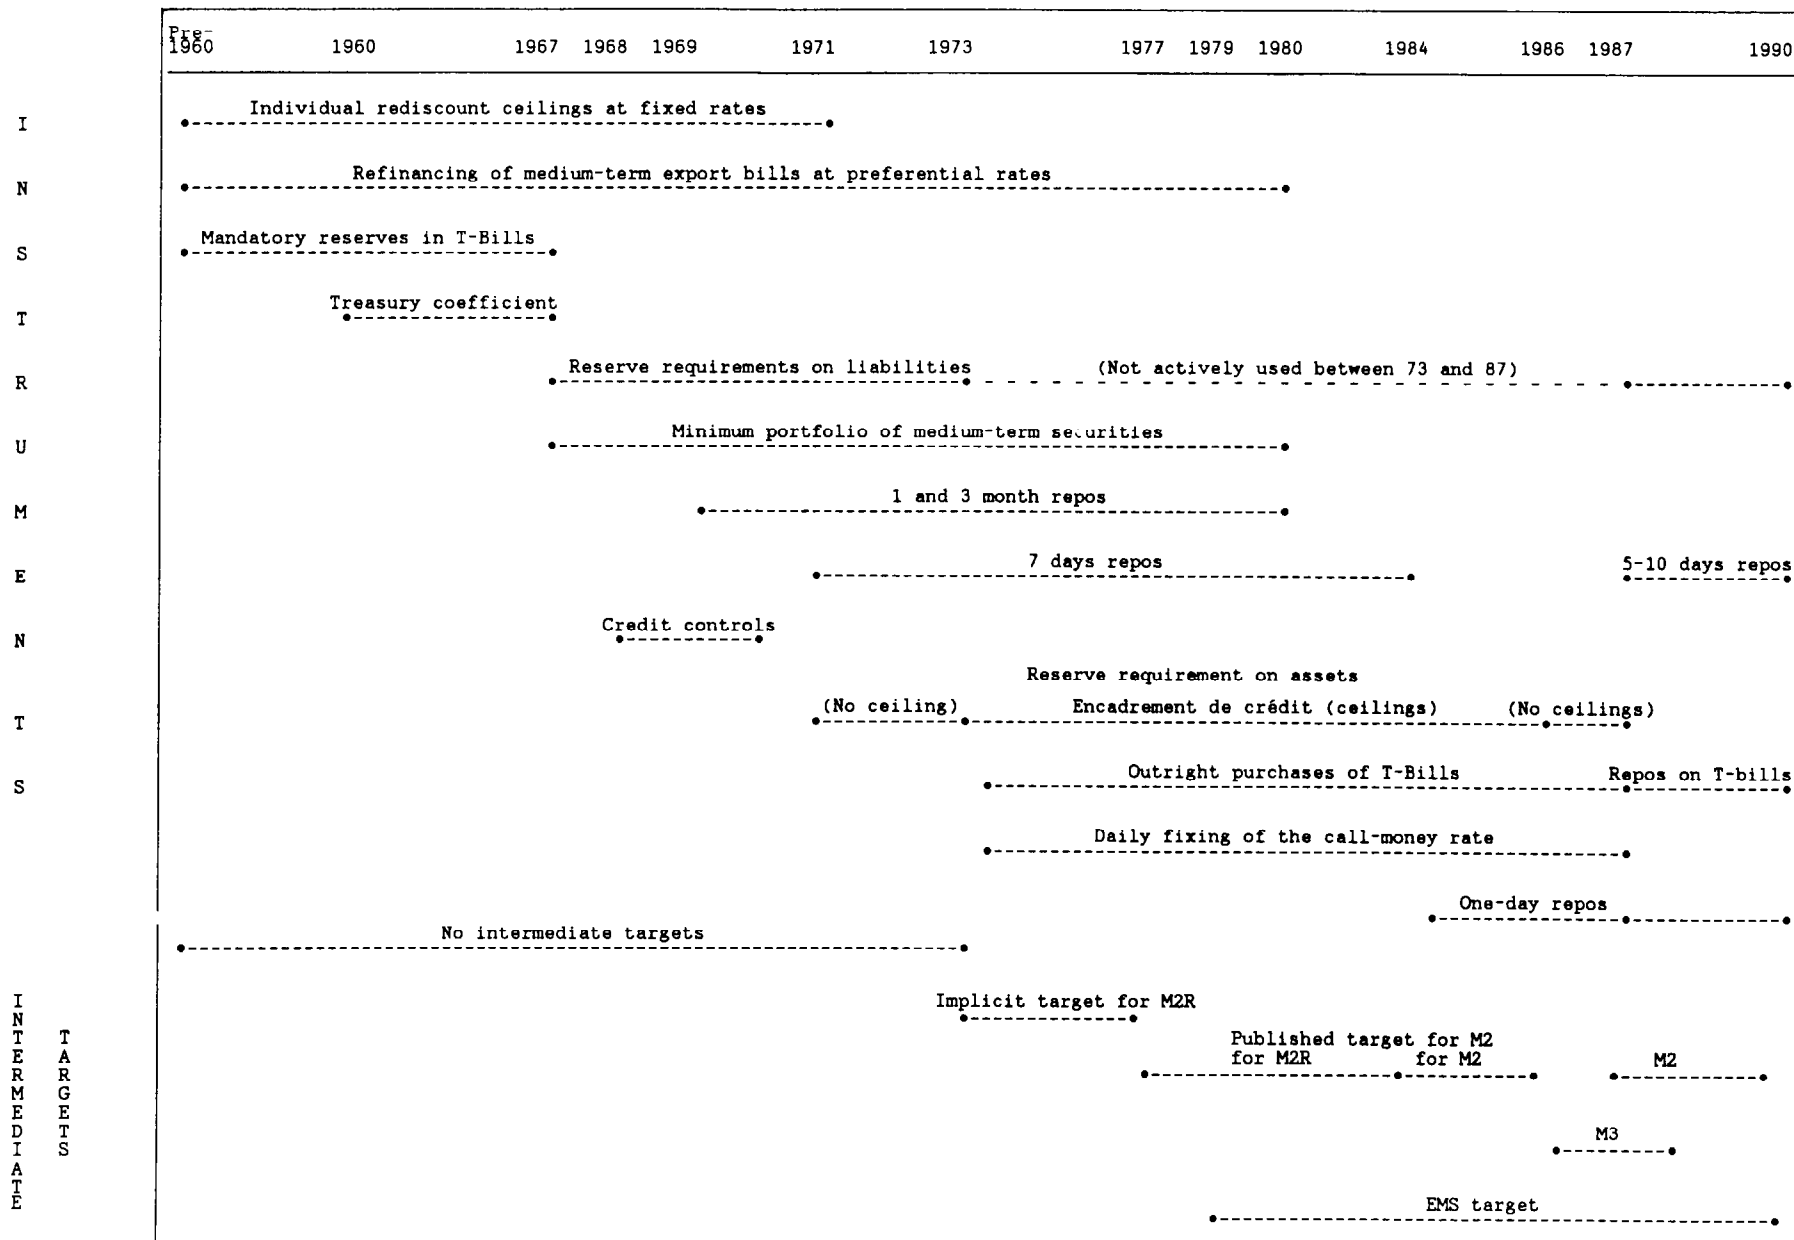 Pre-
1960 1960 1967 1968 1969 1971 1973 1977 1979 1980 1984 1986 1987 1990
Individual rediscount ceilings at fixed rates
Refinancing of medium-term export bills at preferential rates
Mandatory reserves in T-Bills
Treasury coefficient
Reserve requirements on liabilities (Not actively used between 73 and 87)
Minimum portfolio of medium-term securities
1 and 3 month repos
7 days repos 5-10 days repos
Credit controls
Reserve requirement on assets
(No ceiling) Encadrement de crédit (ceilings) (No ceilings)
Outright purchases of T-Bills Repos on T-bills
Daily fixing of the call-money rate
One-day repos
INSTRUMENTS
No intermediate targets
Implicit target for M2R
Published target for M2
for M2R for M2 M2
M3
EMS target
INTERMEDIATE
TARGETS